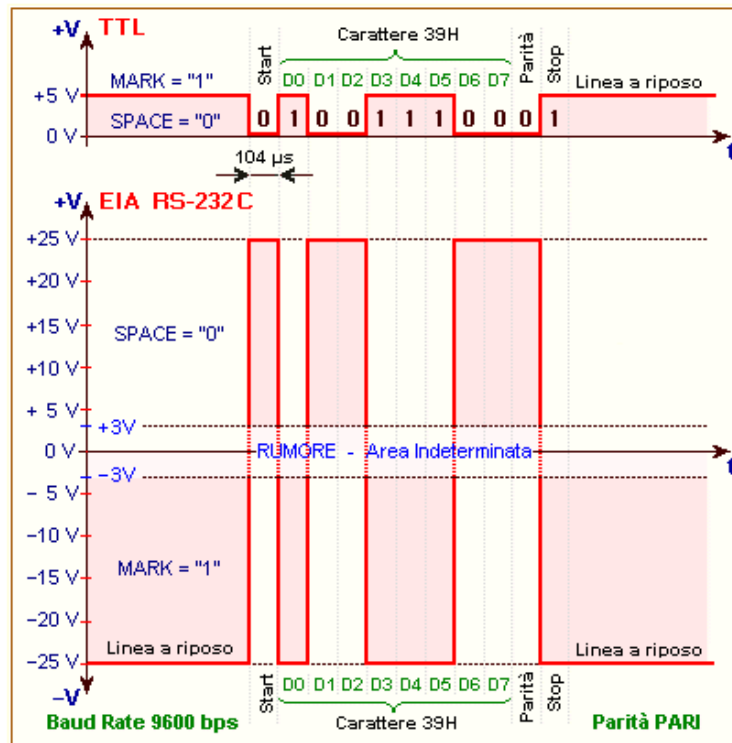 +V TTL
Carattere 39H
Start D0 D1 D2 D3 D4 D5 D6 D7 Parità Stop
MARK = "1" Linea a riposo
+5 V
SPACE = "0" 0 1 0 0 1 1 1 0 0 0 1
0 V
t
104 µs
+V EIA RS-232C
+25 V
+20 V
+15 V SPACE = "0"
+10 V
+ 5 V
+3V
0 V RUMORE - Area Indeterminata
t
-3V
- 5 V
-10 V
MARK = "1"
-15 V
-20 V
Linea a riposo Linea a riposo
-25 V
-V
Start D0 D1 D2 D3 D4 D5 D6 D7 Parità Stop
Baud Rate 9600 bps Carattere 39H Parità PARI